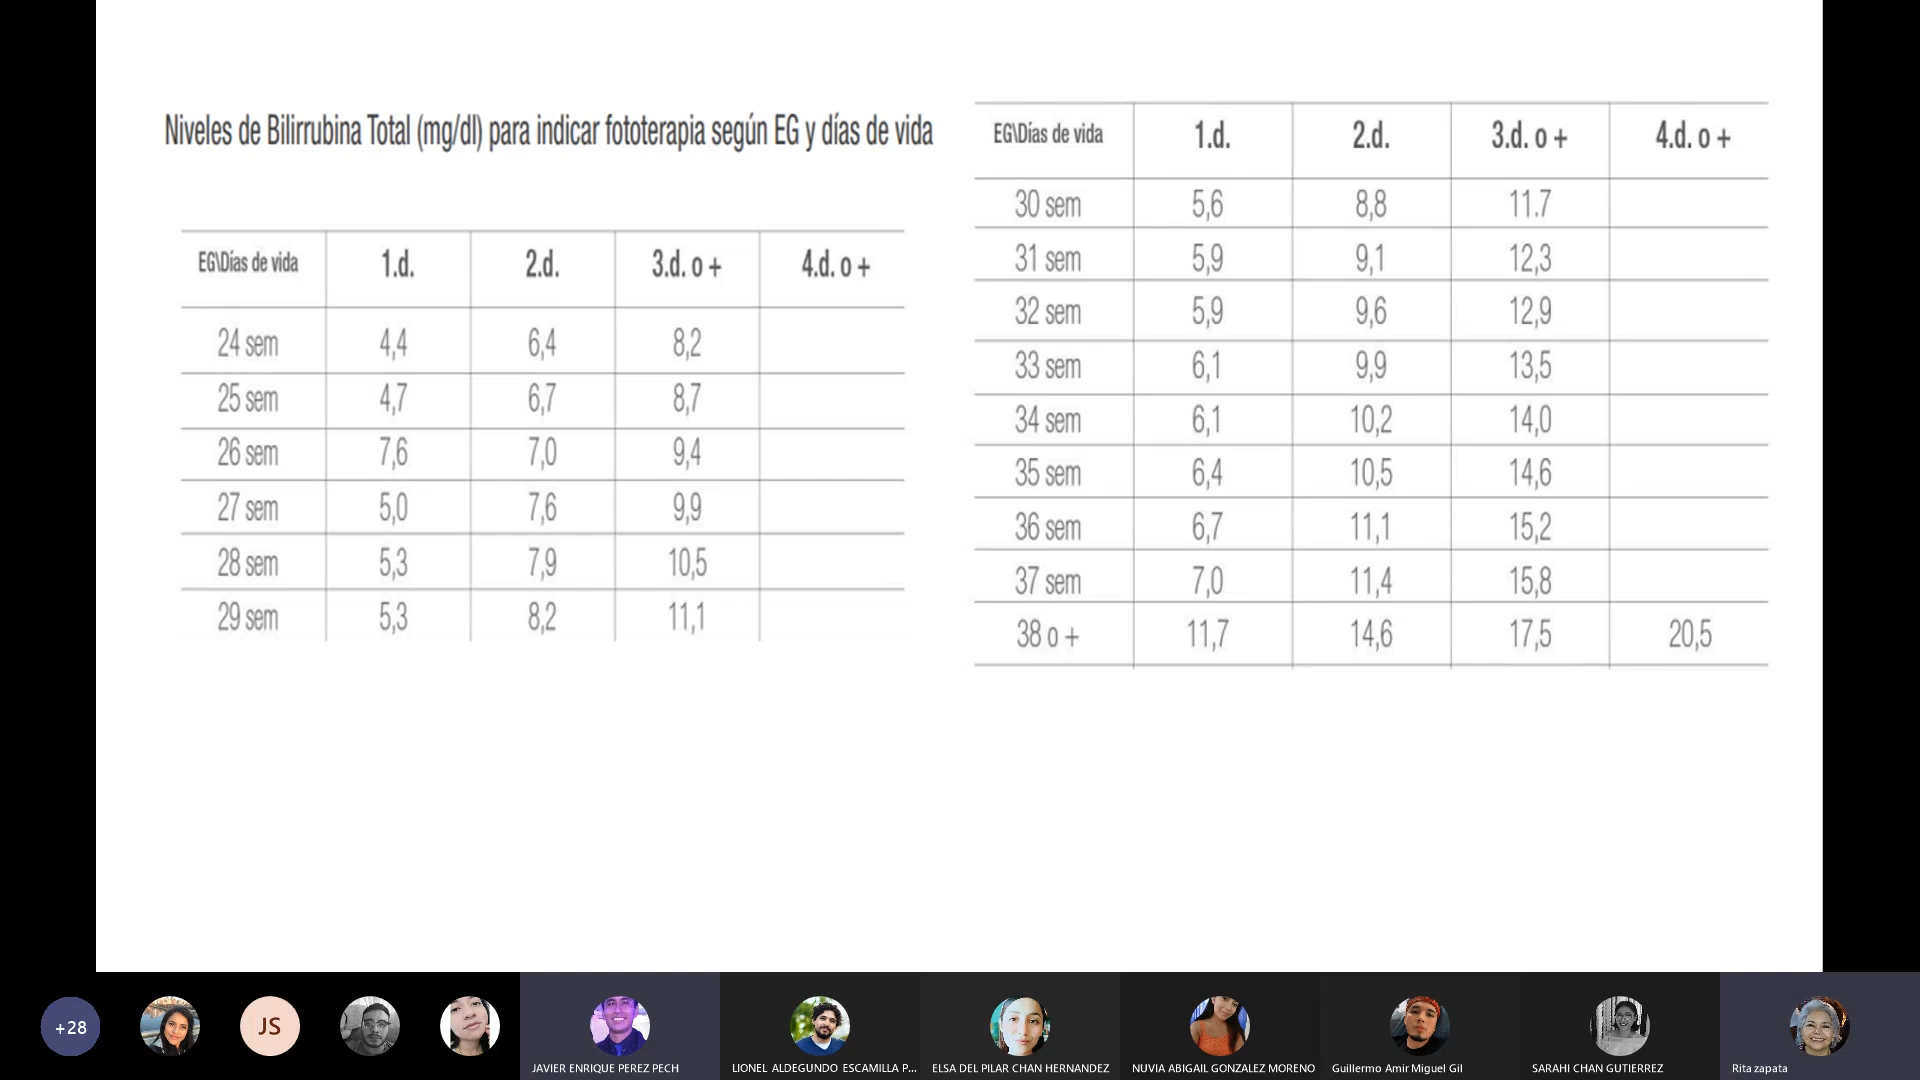 Niveles de Bilirrubina Total (mg/dl) para indicar fototerapia según EG y días de vida
EG\Días de vida 1.d. 2.d. 3.d. o + 4.d. o +
24 sem 4,4 6,4 8,2
25 sem 4,7 6,7 8,7
26 sem 7,6 7,0 9,4
27 sem 5,0 7,6 9,9
28 sem 5,3 7,9 10,5
29 sem 5,3 8,2 11,1
EG\Días de vida 1.d. 2.d. 3.d. o + 4.d. o +
30 sem 5,6 8,8 11.7
31 sem 5,9 9,1 12,3
32 sem 5,9 9,6 12,9
33 sem 6,1 9,9 13,5
34 sem 6,1 10,2 14,0
35 sem 6,4 10,5 14,6
36 sem 6,7 11,1 15,2
37 sem 7,0 11,4 15,8
38 o + 11,7 14,6 17,5 20,5
+28 JS
JAVIER ENRIQUE PEREZ PECH LIONEL ALDEGUNDO ESCAMILLA P... ELSA DEL PILAR CHAN HERNANDEZ NUVIA ABIGAIL GONZALEZ MORENO Guillermo Amir Miguel Gil SARAHI CHAN GUTIERREZ Rita zapata